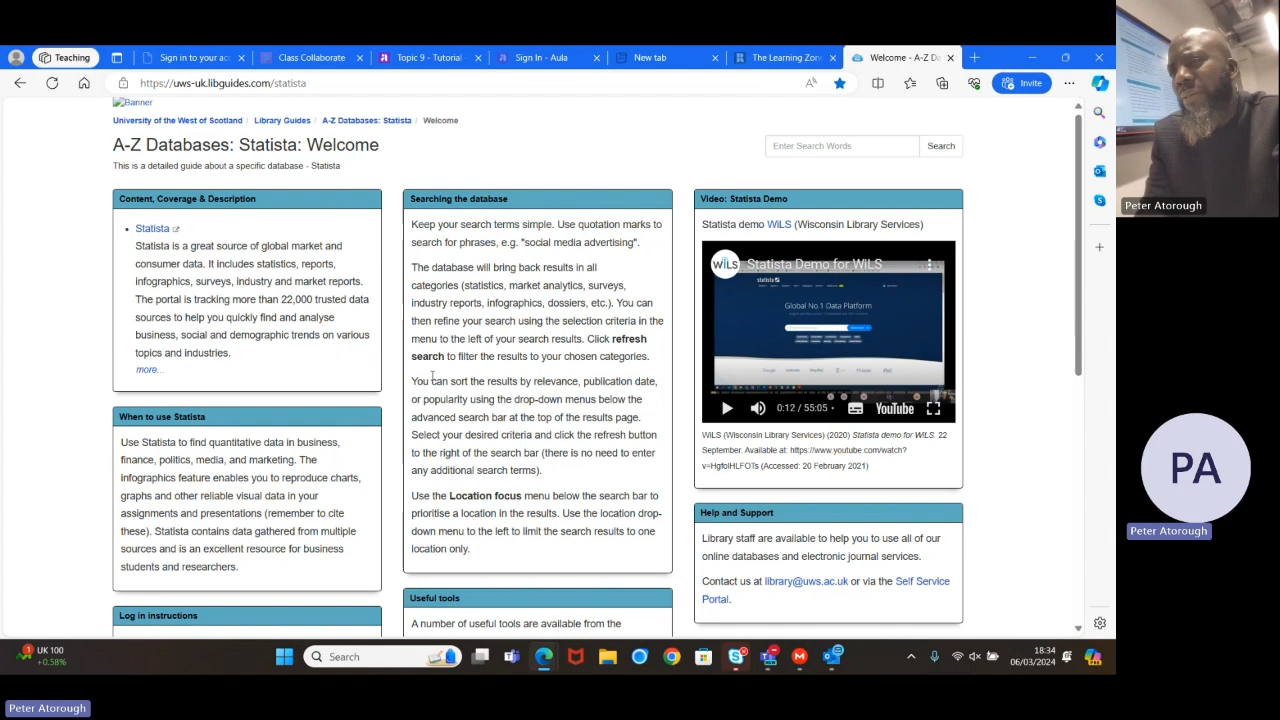 Teaching
Sign in to your acc
Class Collaborate
Topic 9 - Tutorial
Sign In - Aula
New tab
The Learning Zon
Welcome - A-Z D
https://uws-uk.libguides.com/statista
Invite
Banner
University of the West of Scotland
Library Guides
A-Z Databases: Statista
Welcome
A-Z Databases: Statista: Welcome
This is a detailed guide about a specific database - Statista
Enter Search Words
Search
Content, Coverage & Description
Statista
Statista is a great source of global market and
consumer data. It includes statistics, reports,
infographics, surveys, industry and market reports.
The portal is tracking more than 22,000 trusted data
sources to help you quickly find and analyse
business, social and demographic trends on various
topics and industries.
more...
When to use Statista
Use Statista to find quantitative data in business,
finance, politics, media, and marketing. The
infographics feature enables you to reproduce charts,
graphs and other reliable visual data in your
assignments and presentations (remember to cite
these). Statista contains data gathered from multiple
sources and is an excellent resource for business
students and researchers.
Log in instructions
Searching the database
Keep your search terms simple. Use quotation marks to
search for phrases, e.g. "social media advertising".
The database will bring back results in all
categories (statistics, market analytics, surveys,
industry reports, infographics, dossiers, etc.). You can
then refine your search using the selection criteria in the
menu to the left of your search results. Click refresh
search to filter the results to your chosen categories.
You can sort the results by relevance, publication date,
or popularity using the drop-down menus below the
advanced search bar at the top of the results page.
Select your desired criteria and click the refresh button
to the right of the search bar (there is no need to enter
any additional search terms).
Use the Location focus menu below the search bar to
prioritise a location in the results. Use the location drop-
down menu to the left to limit the search results to one
location only.
Useful tools
A number of useful tools are available from the
Video: Statista Demo
Statista demo WiLS (Wisconsin Library Services)
WiLS
Statista Demo for WiLS
statista
Global No.1 Data Platform
0:12 / 55:05
YouTube
WiLS (Wisconsin Library Services) (2020) Statista demo for WILS. 22
September. Available at: https://www.youtube.com/watch?
v=HgfolHLFOTs (Accessed: 20 February 2021)
Help and Support
Library staff are available to help you to use all of our
online databases and electronic journal services.
Contact us at library@uws.ac.uk or via the Self Service
Portal.
Peter Atorough
PA
Peter Atorough
UK 100
+0.58%
Search
18:34
06/03/2024
Peter Atorough